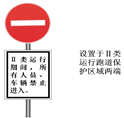 Ⅱ类运行
期间，所
有人员、
车辆禁止
进入。
设置于Ⅱ类
运行跑道保
护区域两端